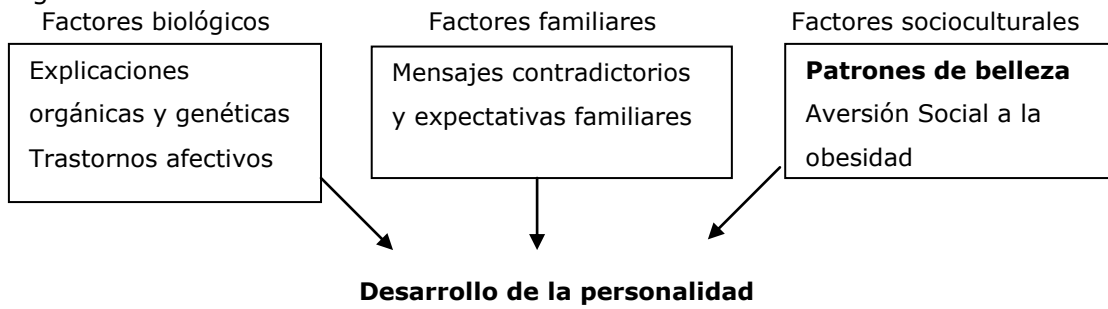 Factores biológicos
Factores familiares
Factores socioculturales
Explicaciones
orgánicas y genéticas
Trastornos afectivos
Mensajes contradictorios
y expectativas familiares
Patrones de belleza
Aversión Social a la
obesidad
Desarrollo de la personalidad